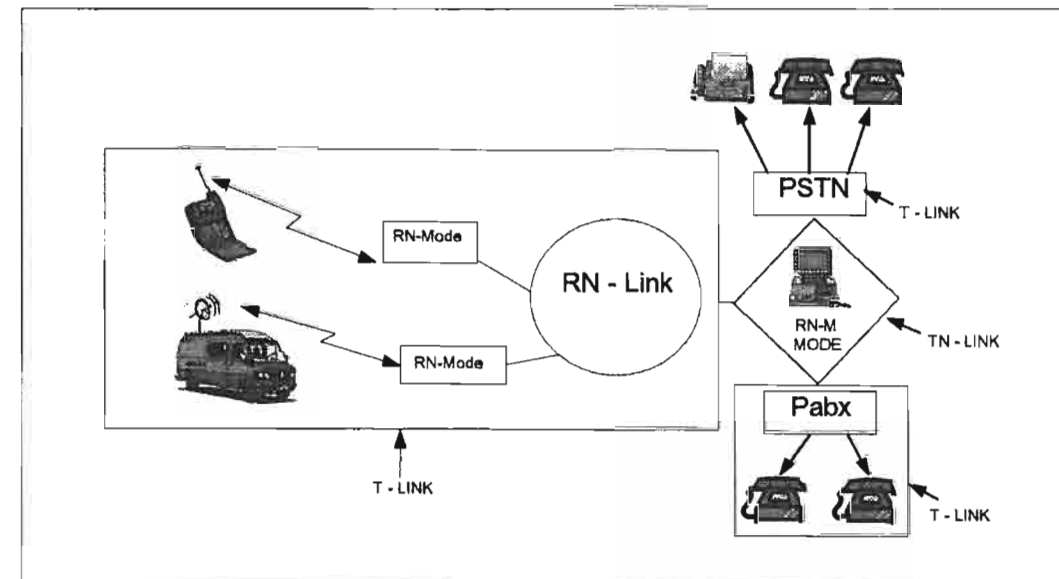 PSTN
T - LINK
RN-Mode
RN - Link
RN-M
MODE
TN - LINK
RN-Mode
Pabx
T - LINK
T - LINK